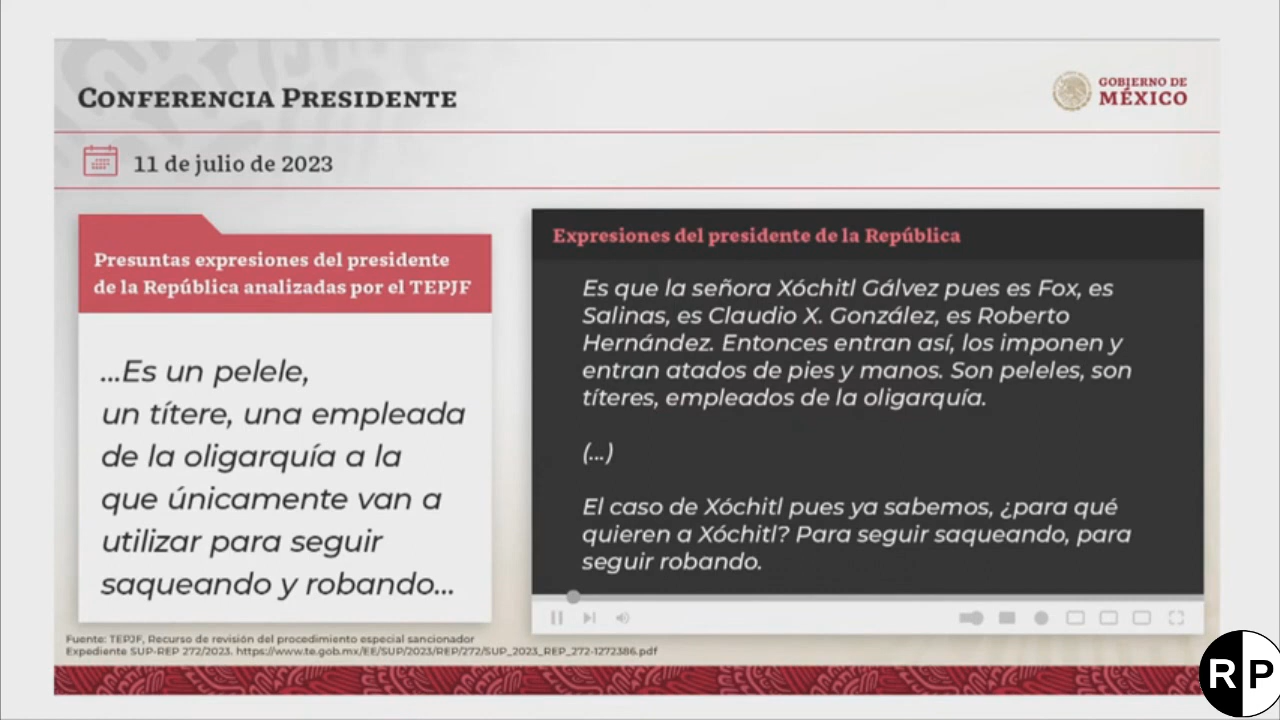 CONFERENCIA PRESIDENTE
GOBIERNO DE
MÉXICO
11 de julio de 2023
Presuntas expresiones del presidente
de la República analizadas por el TEPJF
...Es un pelele,
un títere, una empleada
de la oligarquía a la
que únicamente van a
utilizar para seguir
saqueando y robando...
Expresiones del presidente de la República
Es que la señora Xóchitl Gálvez pues es Fox, es
Salinas, es Claudio X. González, es Roberto
Hernández. Entonces entran así, los imponen y
entran atados de pies y manos. Son peleles, son
títeres, empleados de la oligarquía.
(...)
El caso de Xóchitl pues ya sabemos, ¿para qué
quieren a Xóchitl? Para seguir saqueando, para
seguir robando.
Fuente: TEPJF, Recurso de revisión del procedimiento especial sancionador
Expediente SUP-REP 272/2023. https://www.te.gob.mx/EE/SUP/2023/REP/272/SUP_2023_REP_272-1272386.pdf
RP